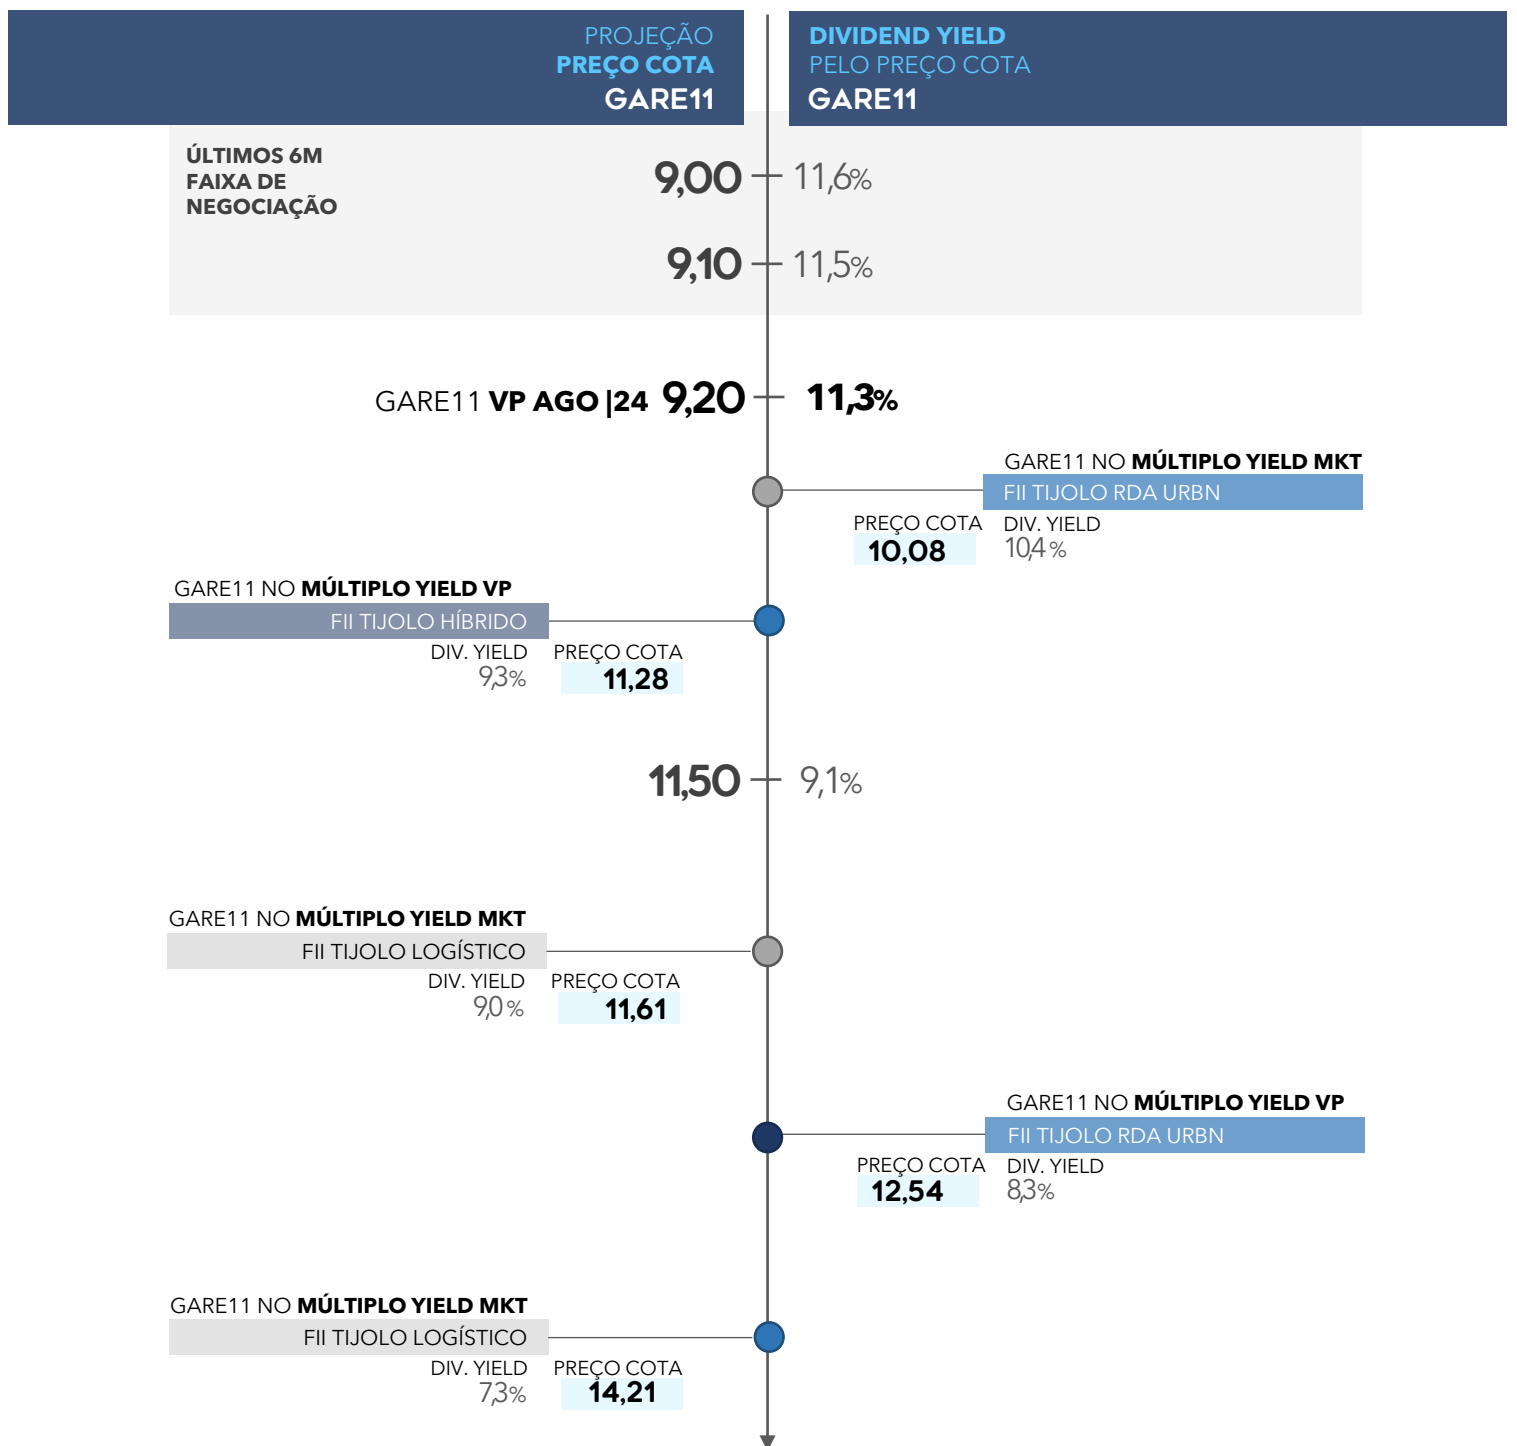 PROJEÇÃO
PREÇO COTA
GARE11
DIVIDEND YIELD
PELO PREÇO COTA
GARE11
ÚLTIMOS 6M
FAIXA DE
NEGOCIAÇÃO
9,00 11,6%
9,10 11,5%
GARE11 VP AGO |24 9,20 11,3%
GARE11 NO MÚLTIPLO YIELD MKT
FII TIJOLO RDA URBN
PREÇO COTA DIV. YIELD
10,08 10,4%
GARE11 NO MÚLTIPLO YIELD VP
FII TIJOLO HÍBRIDO
DIV. YIELD PREÇO COTA
9,3% 11,28
11,50 9,1%
GARE11 NO MÚLTIPLO YIELD MKT
FII TIJOLO LOGÍSTICO
DIV. YIELD PREÇO COTA
9,0% 11,61
GARE11 NO MÚLTIPLO YIELD VP
FII TIJOLO RDA URBN
PREÇO COTA DIV. YIELD
12,54 8,3%
GARE11 NO MÚLTIPLO YIELD MKT
FII TIJOLO LOGÍSTICO
DIV. YIELD PREÇO COTA
7,3% 14,21